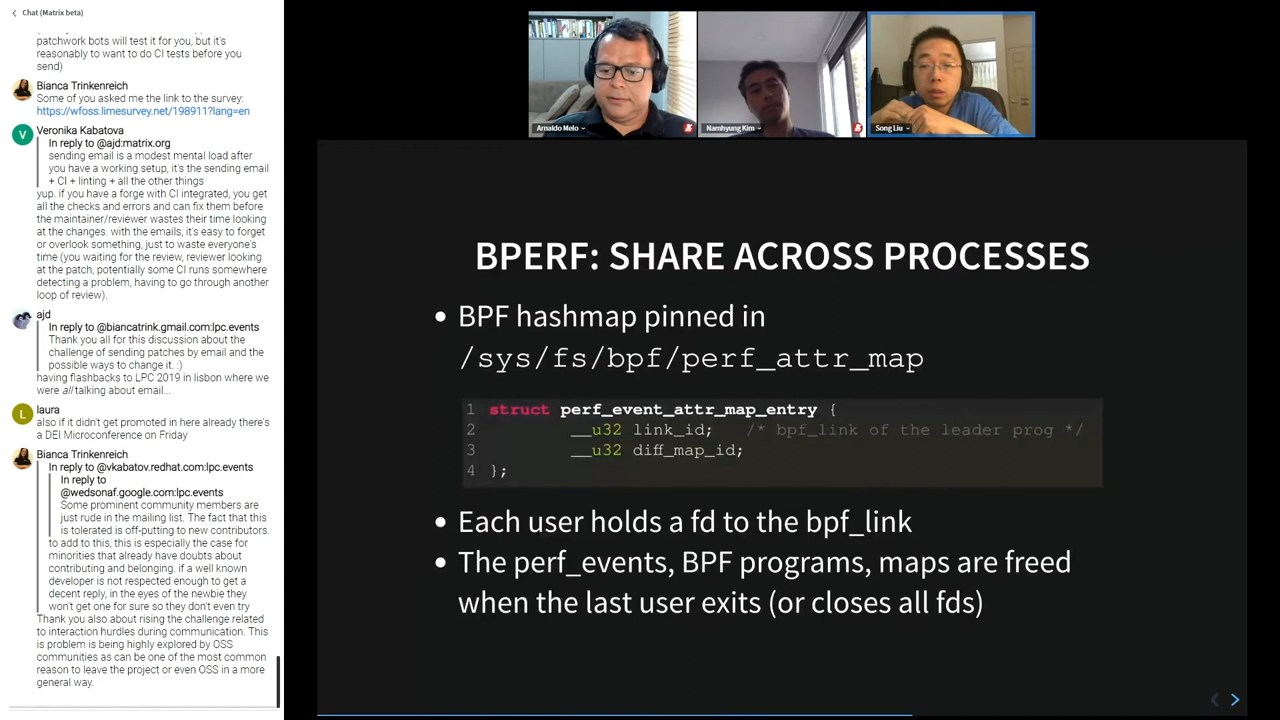 Chat (Matrix beta)
patchwork bots will test it for you, but it's
reasonably to want to do CI tests before you
send)
Bianca Trinkenreich
Some of you asked me the link to the survey:
https://wfoss.limesurvey.net/198911?lang=en
V
Veronika Kabatova
In reply to @ajd:matrix.org
sending email is a modest mental load after
you have a working setup, it's the sending email
+ CI + linting + all the other things
yup. if you have a forge with CI integrated, you get
all the checks and errors and can fix them before
the maintainer/reviewer wastes their time looking
at the changes. with the emails, it's easy to forget
or overlook something, just to waste everyone's
time (you waiting for the review, reviewer looking
at the patch, potentially some CI runs somewhere
detecting a problem, having to go through another
loop of review).
ajd
In reply to @biancatrink.gmail.com:lpc.events
Thank you all for this discussion about the
challenge of sending patches by email and the
possible ways to change it. :)
having flashbacks to LPC 2019 in lisbon where we
were all talking about email...
L
laura
also if it didn't get promoted in here already there's
a DEI Microconference on Friday
Bianca Trinkenreich
In reply to @vkabatov.redhat.com:lpc.events
In reply to
@wedsonaf.google.com:lpc.events
Some prominent community members are
just rude in the mailing list. The fact that this
is tolerated is off-putting to new contributors.
to add to this, this is especially the case for
minorities that already have doubts about
contributing and belonging. if a well known
developer is not respected enough to get a
decent reply, in the eyes of the newbie they
won't get one for sure so they don't even try
Thank you also about rising the challenge related
to interaction hurdles during communication. This
is problem is being highly explored by OSS
communities as can be one of the most common
reason to leave the project or even OSS in a more
general way.
Arnaldo Melo
Namhyung Kim
Song Liu
BPERF: SHARE ACROSS PROCESSES
• BPF hashmap pinned in
/sys/fs/bpf/perf_attr_map
1 struct perf_event_attr_map_entry {
2 __u32 link_id; /* bpf_link of the leader prog */
3 __u32 diff_map_id;
4 };
• Each user holds a fd to the bpf_link
• The perf_events, BPF programs, maps are freed
when the last user exits (or closes all fds)